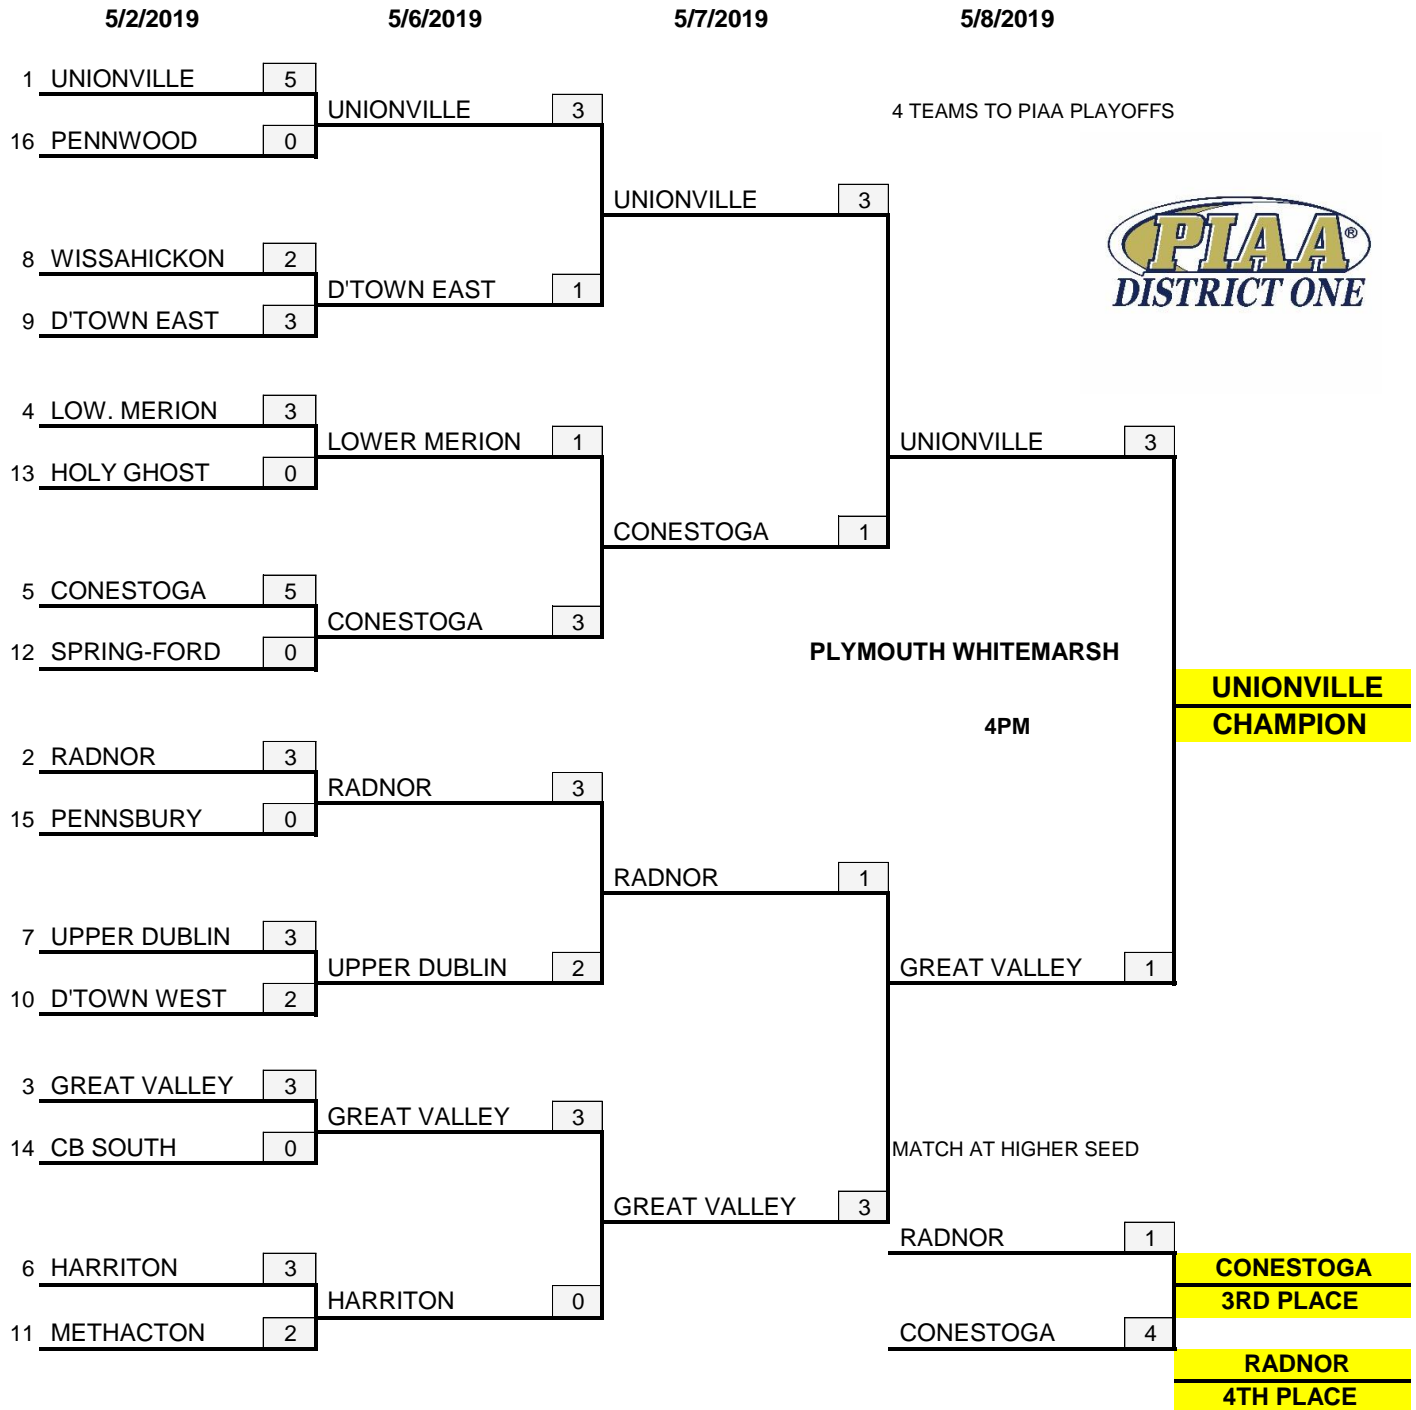 5/2/2019 5/6/2019 5/7/2019 5/8/2019
1 UNIONVILLE 5
UNIONVILLE 3
4 TEAMS TO PIAA PLAYOFFS
16 PENNWOOD 0
UNIONVILLE 3
PIAA®
DISTRICT ONE
8 WISSAHICKON 2
D'TOWN EAST 1
9 D'TOWN EAST 3
4 LOW. MERION 3
LOWER MERION 1
UNIONVILLE 3
13 HOLY GHOST 0
CONESTOGA 1
5 CONESTOGA 5
CONESTOGA 3
12 SPRING-FORD 0
PLYMOUTH WHITEMARSH
UNIONVILLE
CHAMPION
4PM
2 RADNOR 3
RADNOR 3
15 PENNSBURY 0
RADNOR 1
7 UPPER DUBLIN 3
UPPER DUBLIN 2
GREAT VALLEY 1
10 D'TOWN WEST 2
3 GREAT VALLEY 3
GREAT VALLEY 3
14 CB SOUTH 0
MATCH AT HIGHER SEED
GREAT VALLEY 3
RADNOR 1
6 HARRITON 3
CONESTOGA
3RD PLACE
HARRITON 0
11 METHACTON 2
CONESTOGA 4
RADNOR
4TH PLACE